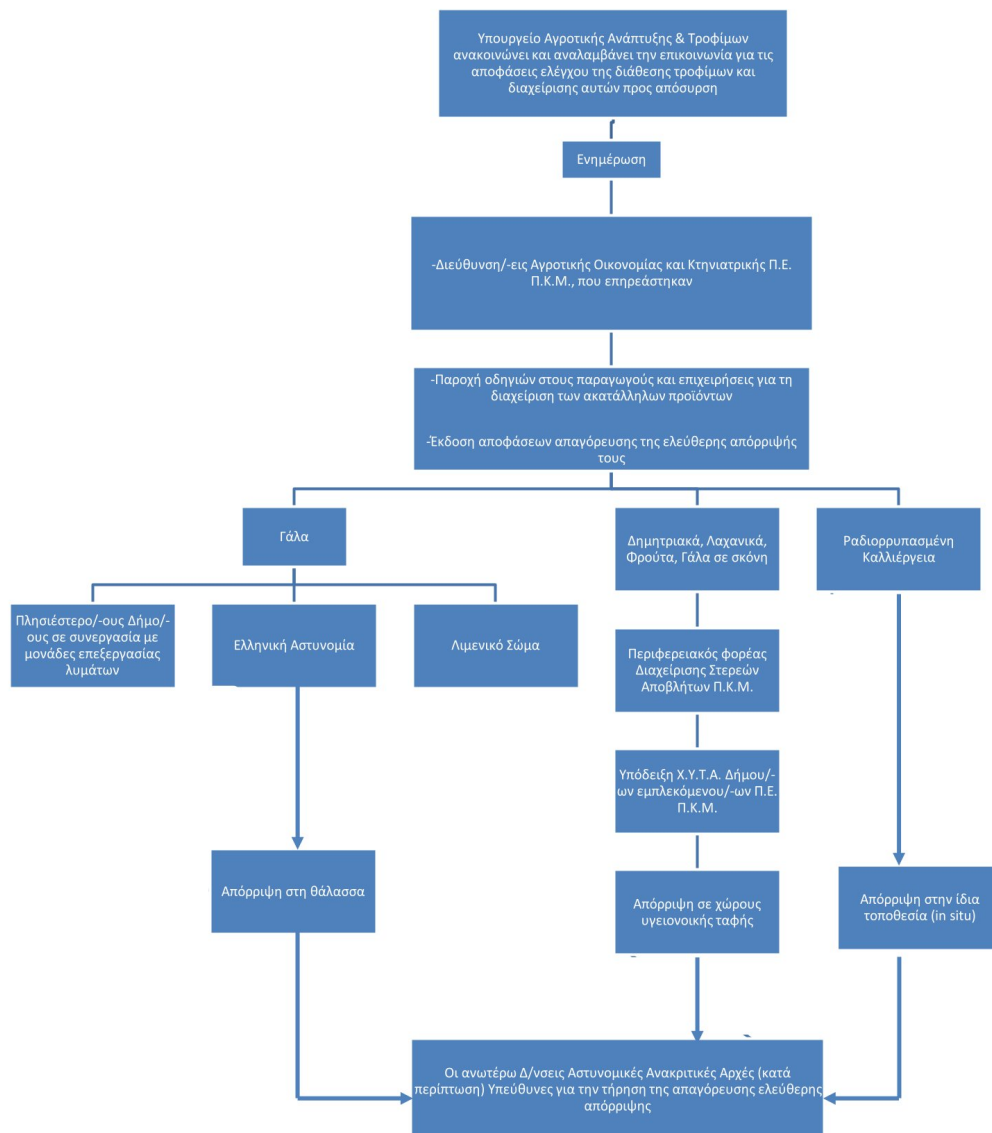 Υπουργείο Αγροτικής Ανάπτυξης & Τροφίμων
ανακοινώνει και αναλαμβάνει την επικοινωνία για τις
αποφάσεις ελέγχου της διάθεσης τροφίμων και
διαχείρισης αυτών προς απόσυρση
Ενημέρωση
-Διεύθυνση/-εις Αγροτικής Οικονομίας και Κτηνιατρικής Π.Ε.
Π.Κ.Μ., που επηρεάστηκαν
-Παροχή οδηγιών στους παραγωγούς και επιχειρήσεις για τη
διαχείριση των ακατάλληλων προϊόντων
-Έκδοση αποφάσεων απαγόρευσης της ελεύθερης απόρριψής
τους
Γάλα
Δημητριακά, Λαχανικά,
Φρούτα, Γάλα σε σκόνη
Ραδιορρυπασμένη
Καλλιέργεια
Πλησιέστερο/-ους Δήμο/-
ους σε συνεργασία με
μονάδες επεξεργασίας
λυμάτων
Ελληνική Αστυνομία
Λιμενικό Σώμα
Περιφερειακός φορέας
Διαχείρισης Στερεών
Αποβλήτων Π.Κ.Μ.
Υπόδειξη Χ.Υ.Τ.Α. Δήμου/-
ων εμπλεκόμενου/-ων Π.Ε.
Π.Κ.Μ.
Απόρριψη στη θάλασσα
Απόρριψη σε χώρους
υγειονοικής ταφής
Απόρριψη στην ίδια
τοποθεσία (in situ)
Οι ανωτέρω Δ/νσεις Αστυνομικές Ανακριτικές Αρχές (κατά
περίπτωση) Υπεύθυνες για την τήρηση της απαγόρευσης ελεύθερης
απόρριψης